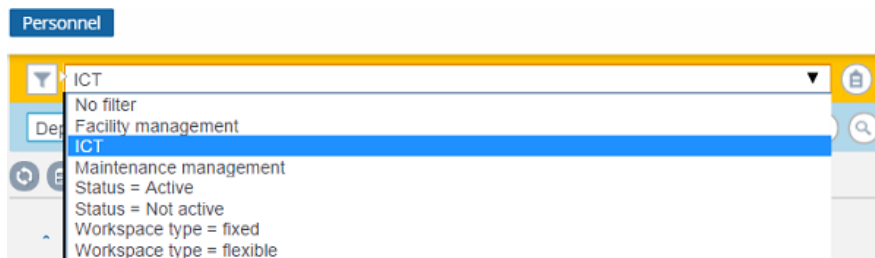 Personnel
ICT
No filter
Facility management
ICT
Maintenance management
Status = Active
Status = Not active
Workspace type = fixed
Workspace type = flexible